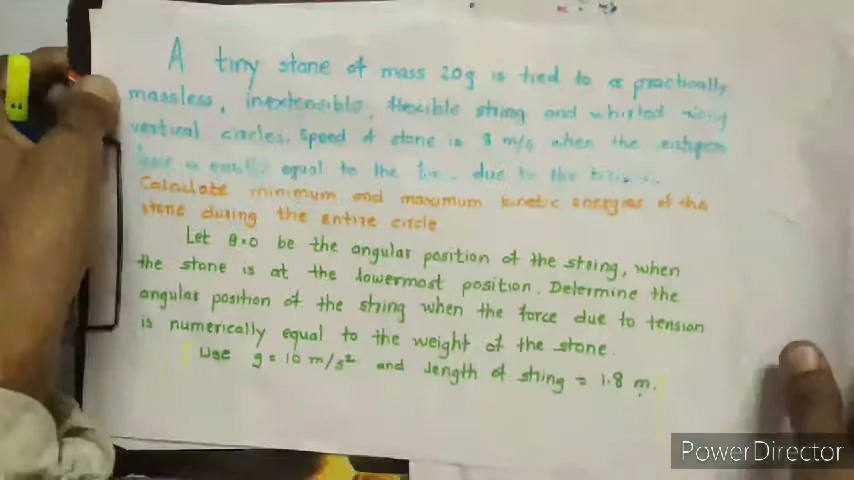 A tiny stone of mass 20g is tied to a practically
massless, inextensible, flexible string and whirled along
vertical circles. Speed of stone is 8 m/s when the
equal to the due to the
Calculate minimum and maximum kinetic energies of the
stone during the entire circle
Let θ=0 be the angular position of the string, when
the stone is at the lowermost position. Determine the
angular position of the string when the force due to tension
is numerically equal to the weight of the stone.
Use g = 10 m/s² and length of string = 1.8 m.
PowerDirector